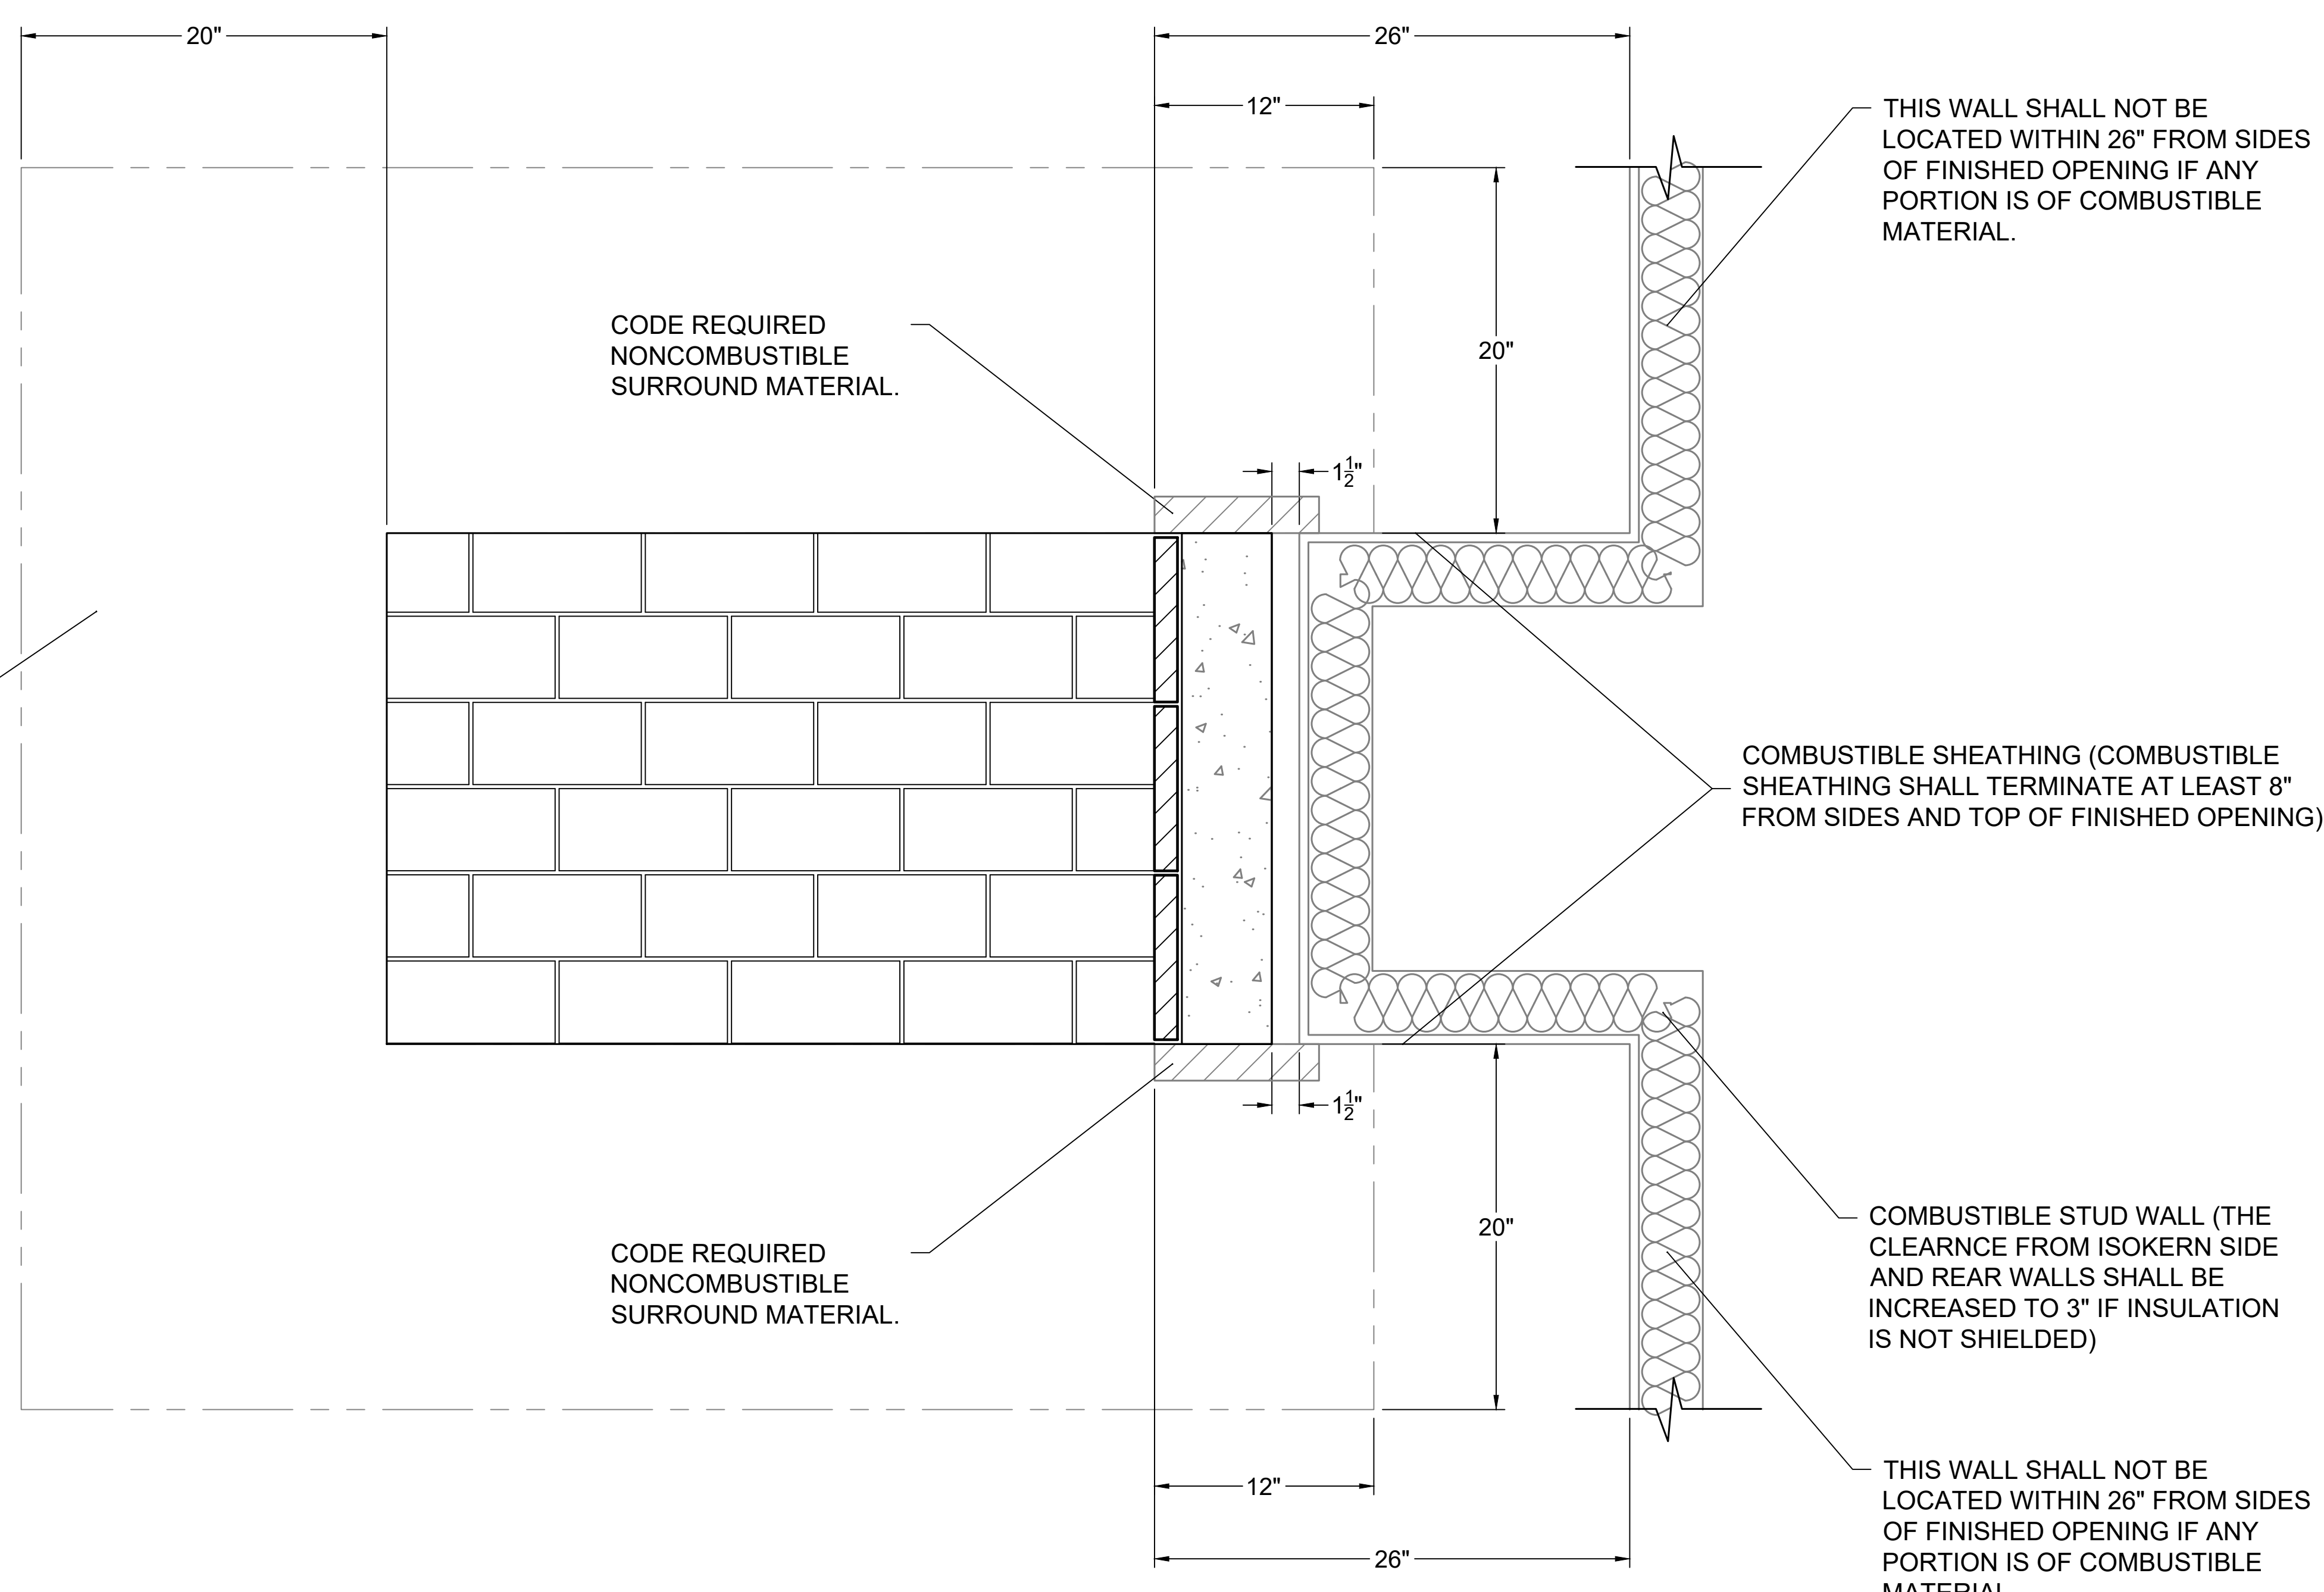 20"
26"
12"
THIS WALL SHALL NOT BE
LOCATED WITHIN 26" FROM SIDES
OF FINISHED OPENING IF ANY
PORTION IS OF COMBUSTIBLE
MATERIAL.
CODE REQUIRED
NONCOMBUSTIBLE
SURROUND MATERIAL.
20"
1 1/2"
COMBUSTIBLE SHEATHING (COMBUSTIBLE
SHEATHING SHALL TERMINATE AT LEAST 8"
FROM SIDES AND TOP OF FINISHED OPENING)
1 1/2"
CODE REQUIRED
NONCOMBUSTIBLE
SURROUND MATERIAL.
20"
COMBUSTIBLE STUD WALL (THE
CLEARNCE FROM ISOKERN SIDE
AND REAR WALLS SHALL BE
INCREASED TO 3" IF INSULATION
IS NOT SHIELDED)
12"
26"
THIS WALL SHALL NOT BE
LOCATED WITHIN 26" FROM SIDES
OF FINISHED OPENING IF ANY
PORTION IS OF COMBUSTIBLE
MATERIAL